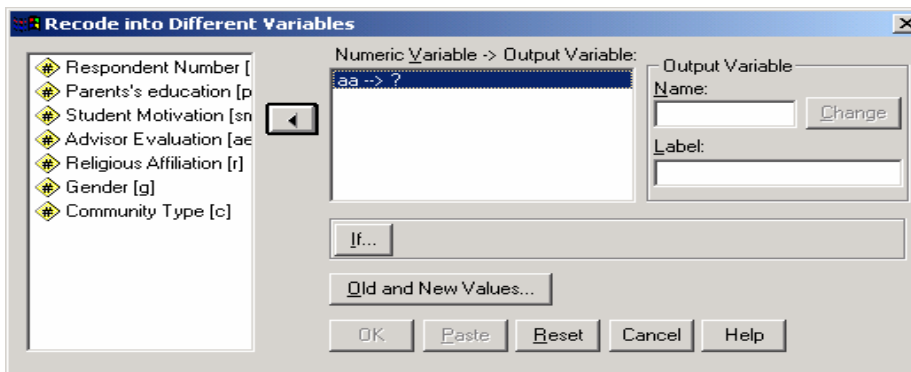 Recode into Different Variables
Respondent Number [
Parents's education [p
Student Motivation [sn
Advisor Evaluation [ae
Religious Affiliation [r]
Gender [g]
Community Type [c]
Numeric Variable -> Output Variable:
aa --> ?
Output Variable
Name:
Change
Label:
If...
Old and New Values...
OK
Paste
Reset
Cancel
Help